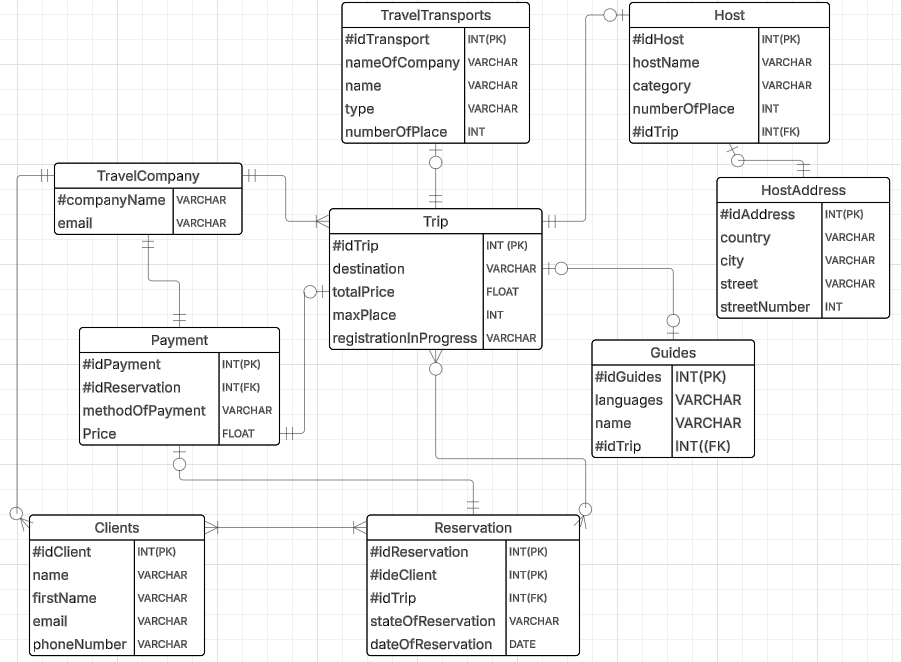 TravelTransports
#idTransport INT(PK)
nameOfCompany VARCHAR
name VARCHAR
type VARCHAR
numberOfPlace INT
Host
#idHost INT(PK)
hostName VARCHAR
category VARCHAR
numberOfPlace INT
#idTrip INT(FK)
TravelCompany
#companyName VARCHAR
email VARCHAR
HostAddress
#idAddress INT(PK)
country VARCHAR
city VARCHAR
street VARCHAR
streetNumber INT
Trip
#idTrip INT (PK)
destination VARCHAR
totalPrice FLOAT
maxPlace INT
registrationInProgress VARCHAR
Payment
#idPayment INT(PK)
#idReservation INT(FK)
methodOfPayment VARCHAR
Price FLOAT
Guides
#idGuides INT(PK)
languages VARCHAR
name VARCHAR
#idTrip INT((FK)
Clients
#idClient INT(PK)
name VARCHAR
firstName VARCHAR
email VARCHAR
phoneNumber VARCHAR
Reservation
#idReservation INT(PK)
#ideClient INT(PK)
#idTrip INT(FK)
stateOfReservation VARCHAR
dateOfReservation DATE